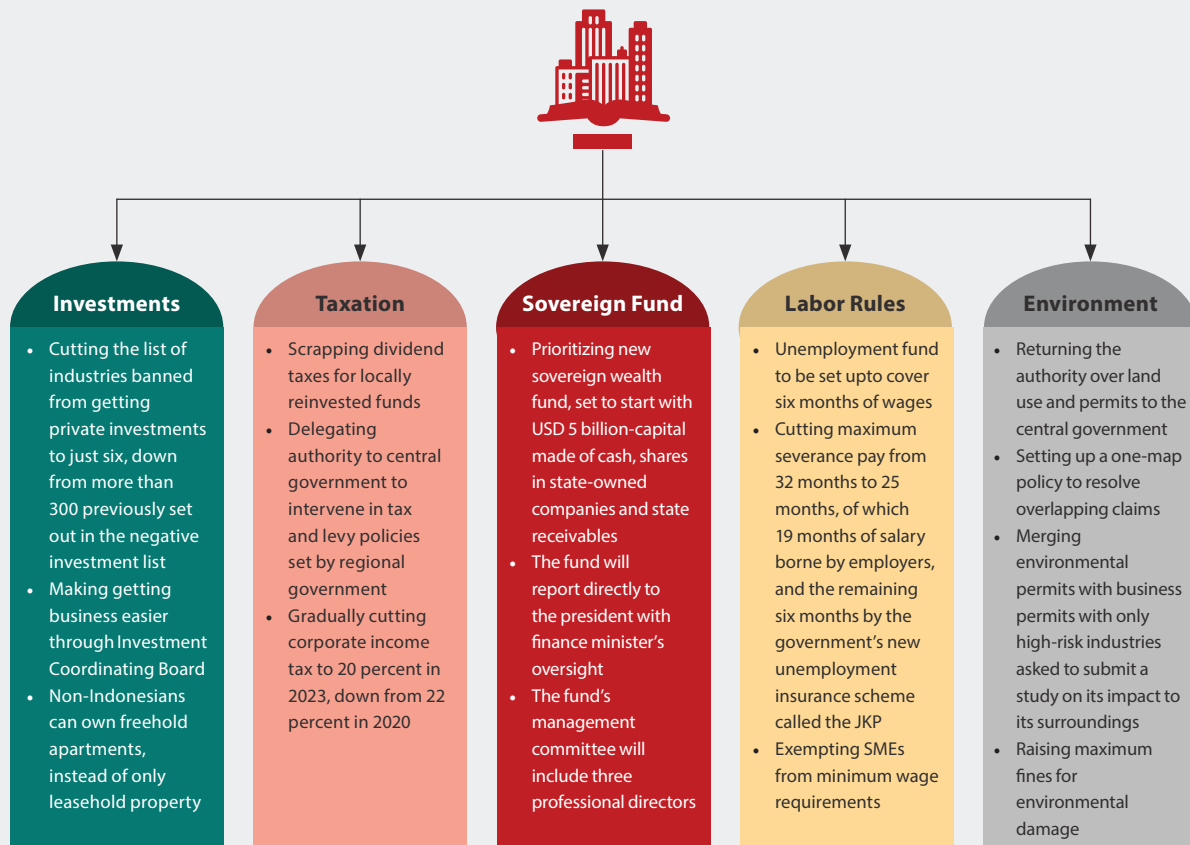 Investments
• Cutting the list of
industries banned
from getting
private investments
to just six, down
from more than
300 previously set
out in the negative
investment list
• Making getting
business easier
through Investment
Coordinating Board
• Non-Indonesians
can own freehold
apartments,
instead of only
leasehold property
Taxation
• Scrapping dividend
taxes for locally
reinvested funds
• Delegating
authority to central
government to
intervene in tax
and levy policies
set by regional
government
• Gradually cutting
corporate income
tax to 20 percent in
2023, down from 22
percent in 2020
Sovereign Fund
• Prioritizing new
sovereign wealth
fund, set to start with
USD 5 billion-capital
made of cash, shares
in state-owned
companies and state
receivables
• The fund will
report directly to
the president with
finance minister's
oversight
• The fund's
management
committee will
include three
professional directors
Labor Rules
• Unemployment fund
to be set upto cover
six months of wages
• Cutting maximum
severance pay from
32 months to 25
months, of which
19 months of salary
borne by employers,
and the remaining
six months by the
government's new
unemployment
insurance scheme
called the JKP
• Exempting SMEs
from minimum wage
requirements
Environment
• Returning the
authority over land
use and permits to the
central government
• Setting up a one-map
policy to resolve
overlapping claims
• Merging
environmental
permits with business
permits with only
high-risk industries
asked to submit a
study on its impact to
its surroundings
• Raising maximum
fines for
environmental
damage